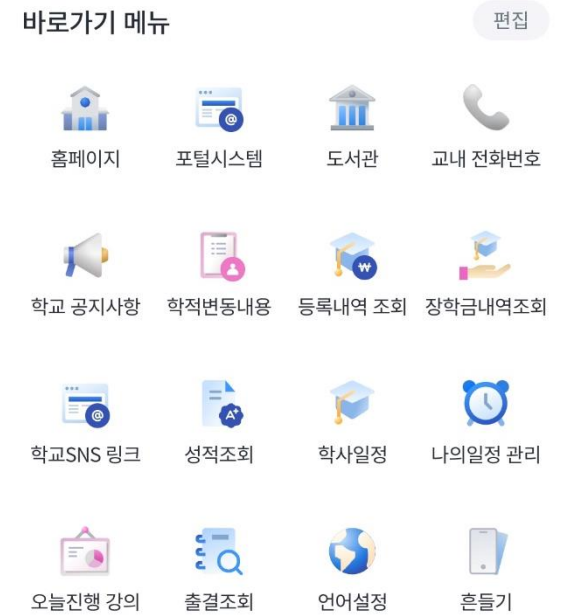 바로가기 메뉴 편집
홈페이지 포털시스템 도서관 교내 전화번호
학교 공지사항 학적변동내용 등록내역 조회 장학금내역조회
학교SNS 링크 성적조회 학사일정 나의일정 관리
오늘진행 강의 출결조회 언어설정 흔들기